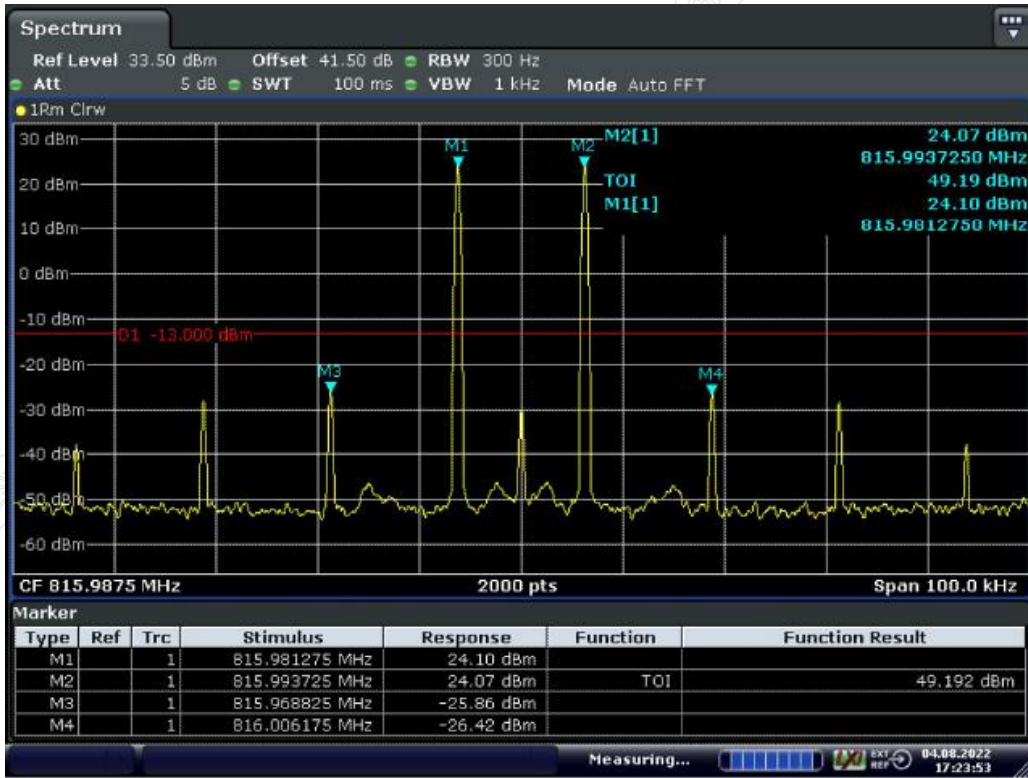 Spectrum
Ref Level 33.50 dBm Offset 41.50 dB RBW 300 Hz
Att 5 dB SWT 100 ms VBW 1 kHz Mode Auto FFT
1Rm Clrw
30 dBm
M1
M2
M2[1] 24.07 dBm
815.9937250 MHz
20 dBm
TOI 49.19 dBm
M1[1] 24.10 dBm
10 dBm
815.9812750 MHz
0 dBm
-10 dBm
D1 -13.000 dBm
-20 dBm
M3
M4
-30 dBm
-40 dBm
-50 dBm
-60 dBm
CF 815.9875 MHz 2000 pts Span 100.0 kHz
Marker
Type Ref Trc Stimulus Response Function Function Result
M1 1 815.981275 MHz 24.10 dBm
M2 1 815.993725 MHz 24.07 dBm TOI 49.192 dBm
M3 1 815.968825 MHz -25.86 dBm
M4 1 816.006175 MHz -26.42 dBm
Measuring... LXI EXT REF 04.08.2022
17:23:53